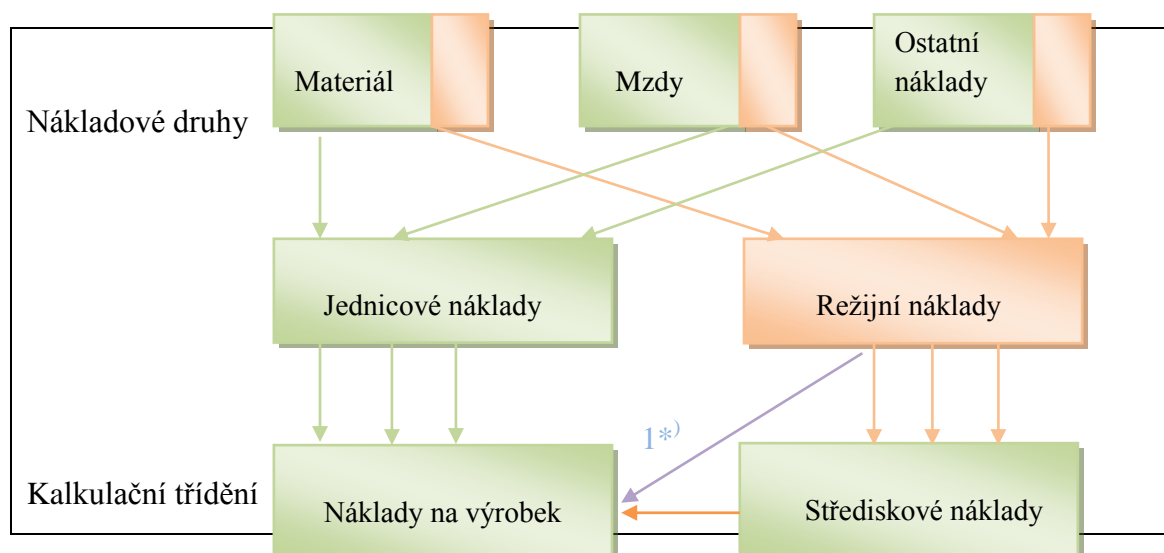 Materiál
Mzdy
Ostatní
náklady
Nákladové druhy
Jednicové náklady
Režijní náklady
1*)
Kalkulační třídění
Náklady na výrobek
Střediskové náklady